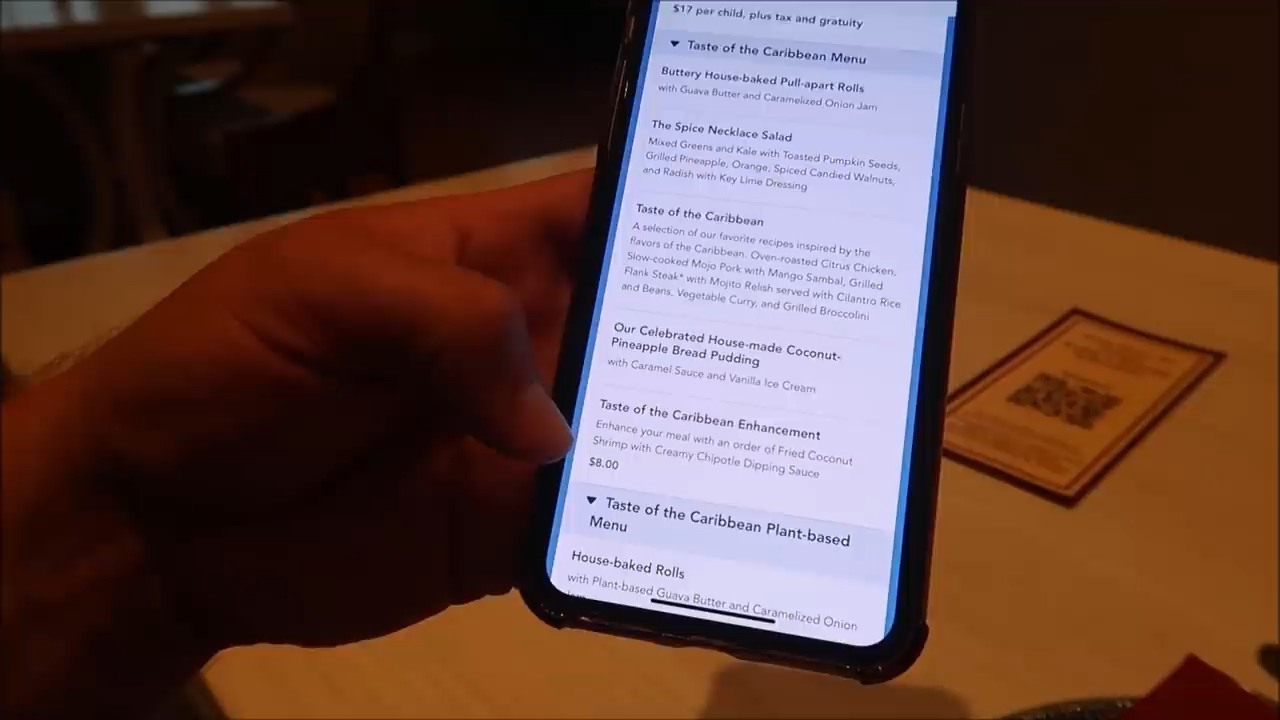 $17 per child, plus tax and gratuity
▼ Taste of the Caribbean Menu
Buttery House-baked Pull-apart Rolls
with Guava Butter and Caramelized Onion Jam
The Spice Necklace Salad
Mixed Greens and Kale with Toasted Pumpkin Seeds,
Grilled Pineapple, Orange, Spiced Candied Walnuts,
and Radish with Key Lime Dressing
Taste of the Caribbean
A selection of our favorite recipes inspired by the
flavors of the Caribbean. Oven-roasted Citrus Chicken,
Slow-cooked Mojo Pork with Mango Sambal, Grilled
Flank Steak* with Mojito Relish served with Cilantro Rice
and Beans, Vegetable Curry, and Grilled Broccolini
Our Celebrated House-made Coconut-
Pineapple Bread Pudding
with Caramel Sauce and Vanilla Ice Cream
Taste of the Caribbean Enhancement
Enhance your meal with an order of Fried Coconut
Shrimp with Creamy Chipotle Dipping Sauce
$8.00
▼ Taste of the Caribbean Plant-based
Menu
House-baked Rolls
with Plant-based Guava Butter and Caramelized Onion